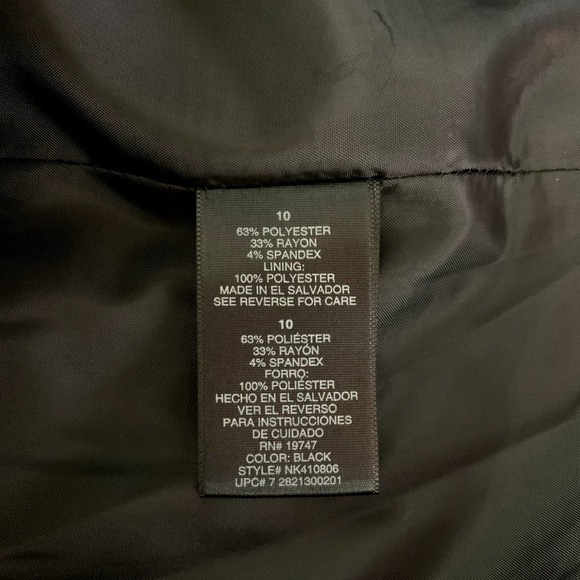 10
63% POLYESTER
33% RAYON
4% SPANDEX
LINING:
100% POLYESTER
MADE IN EL SALVADOR
SEE REVERSE FOR CARE
10
63% POLIÉSTER
33% RAYÓN
4% SPANDEX
FORRO:
100% POLIÉSTER
HECHO EN EL SALVADOR
VER EL REVERSO
PARA INSTRUCCIONES
DE CUIDADO
RN# 19747
COLOR: BLACK
STYLE# NK410806
UPC# 7 2821300201